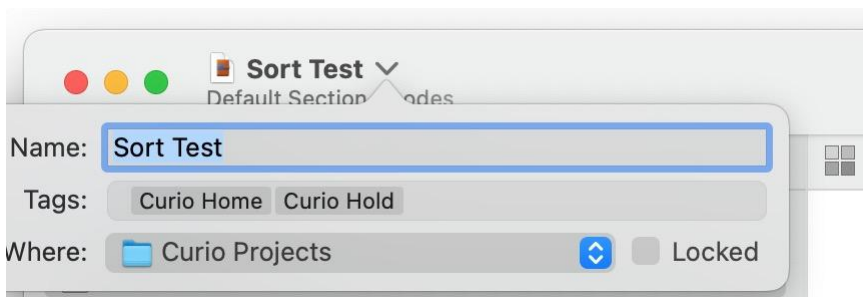 Sort Test
Default Section
Name: Sort Test
Tags: Curio Home Curio Hold
Where: Curio Projects Locked